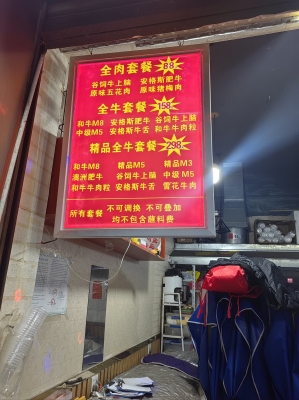 全肉套餐 68
谷饲牛上脑 安格斯肥牛
原味五花肉 原味猪梅肉
全牛套餐 158
和牛M8 安格斯肥牛 谷饲牛上脑
中级M5 安格斯牛舌 和牛牛肉粒
精品全牛套餐 298
和牛M8 精品M5 精品M3
澳洲肥牛 谷饲牛上脑 中级M5
和牛牛肉粒 安格斯牛舌 雪花牛肉
所有套餐 不可调换 不可叠加
均不包含蘸料费